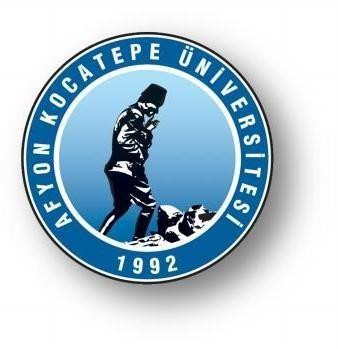 AFYON KOCATEPE ÜNİVERSİTESİ
1992